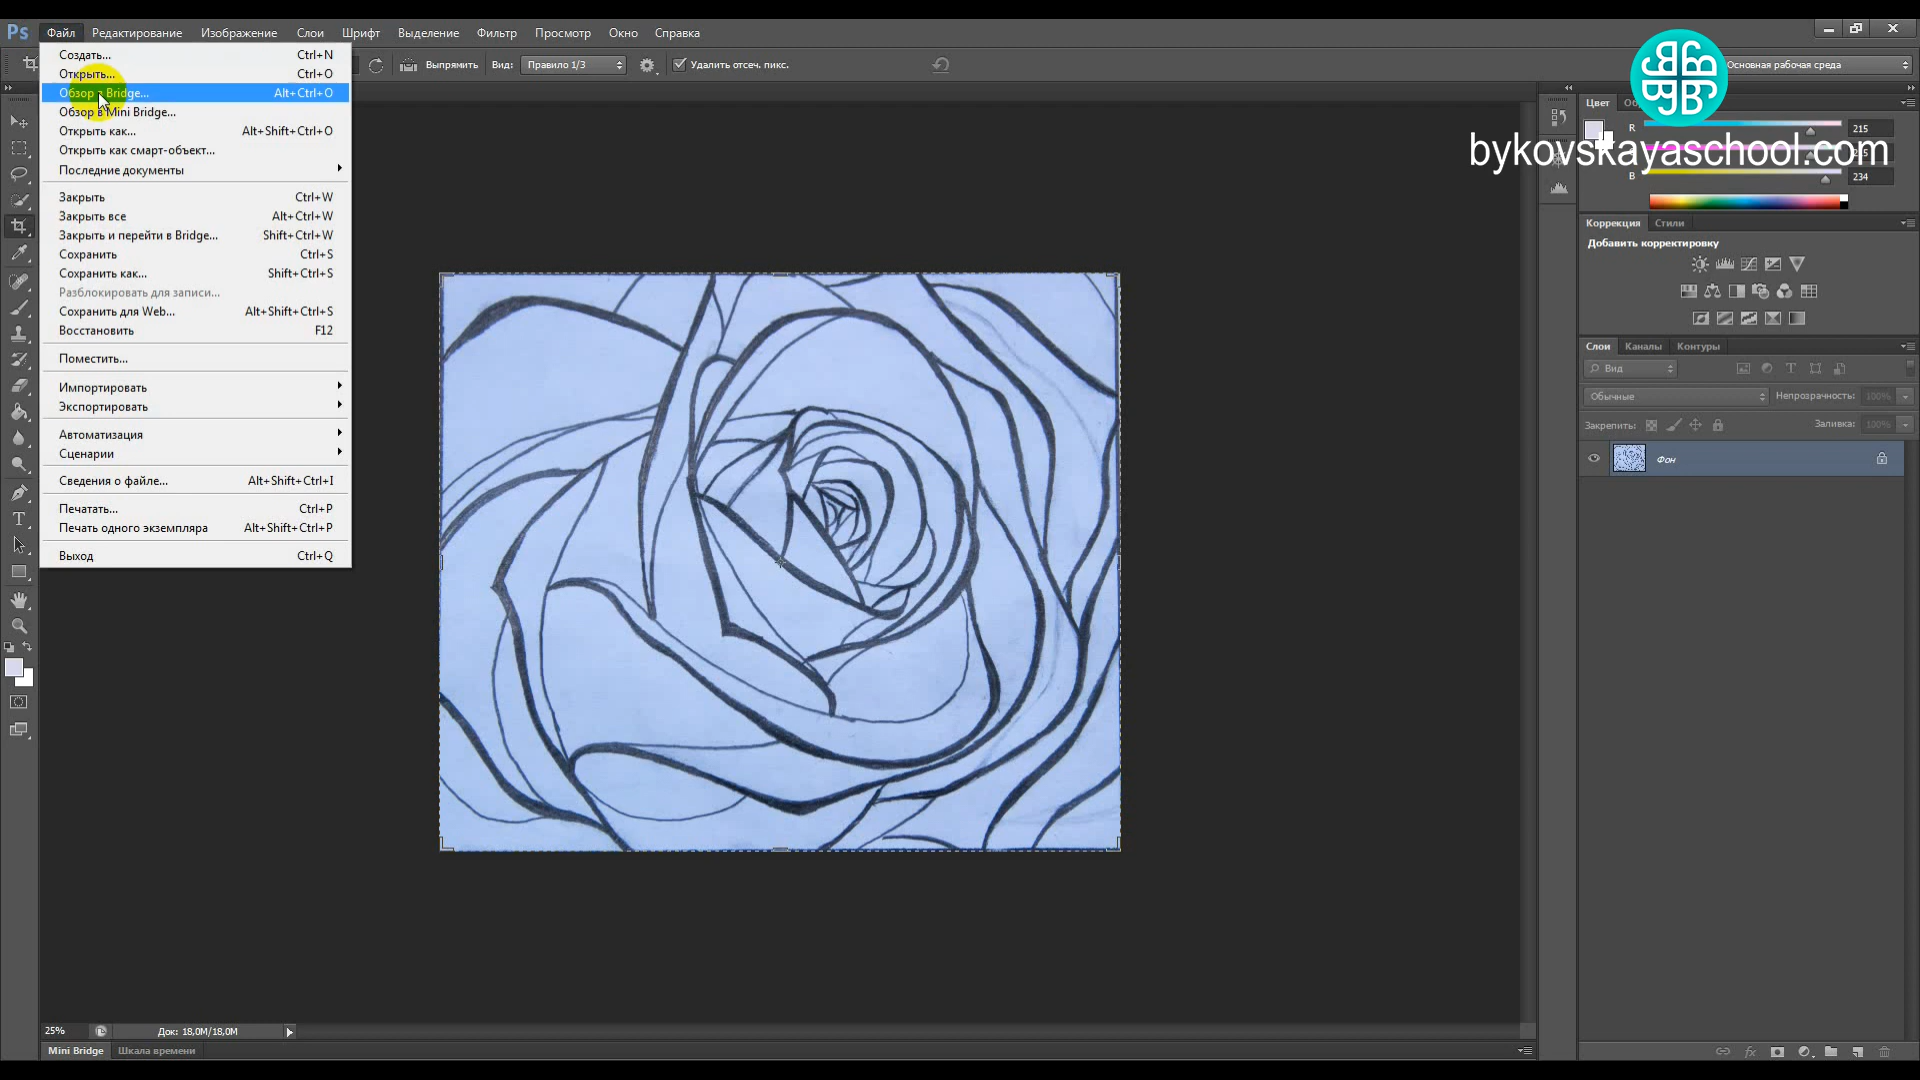 Ps Файл Редактирование Изображение Слои Шрифт Выделение Фильтр Просмотр Окно Справка
Выпрямить Вид: Правило 1/3 Удалить отсеч. пикс. Основная рабочая среда
Создать... Ctrl+N
Открыть... Ctrl+O
Обзор в Bridge... Alt+Ctrl+O
Обзор в Mini Bridge...
Открыть как... Alt+Shift+Ctrl+O
Открыть как смарт-объект...
Последние документы
Закрыть Ctrl+W
Закрыть все Alt+Ctrl+W
Закрыть и перейти в Bridge... Shift+Ctrl+W
Сохранить Ctrl+S
Сохранить как... Shift+Ctrl+S
Разблокировать для записи...
Сохранить для Web... Alt+Shift+Ctrl+S
Восстановить F12
Поместить...
Импортировать
Экспортировать
Автоматизация
Сценарии
Сведения о файле... Alt+Shift+Ctrl+I
Печатать... Ctrl+P
Печать одного экземпляра Alt+Shift+Ctrl+P
Выход Ctrl+Q
Цвет
R 215
bykovskayaschool.com
B 234
Коррекция Стили
Добавить корректировку
Слои Каналы Контуры
Вид
Обычные Непрозрачность: 100%
Закрепить: Заливка: 100%
Фон
25% Док: 18,0M/18,0M
Mini Bridge Шкала времени